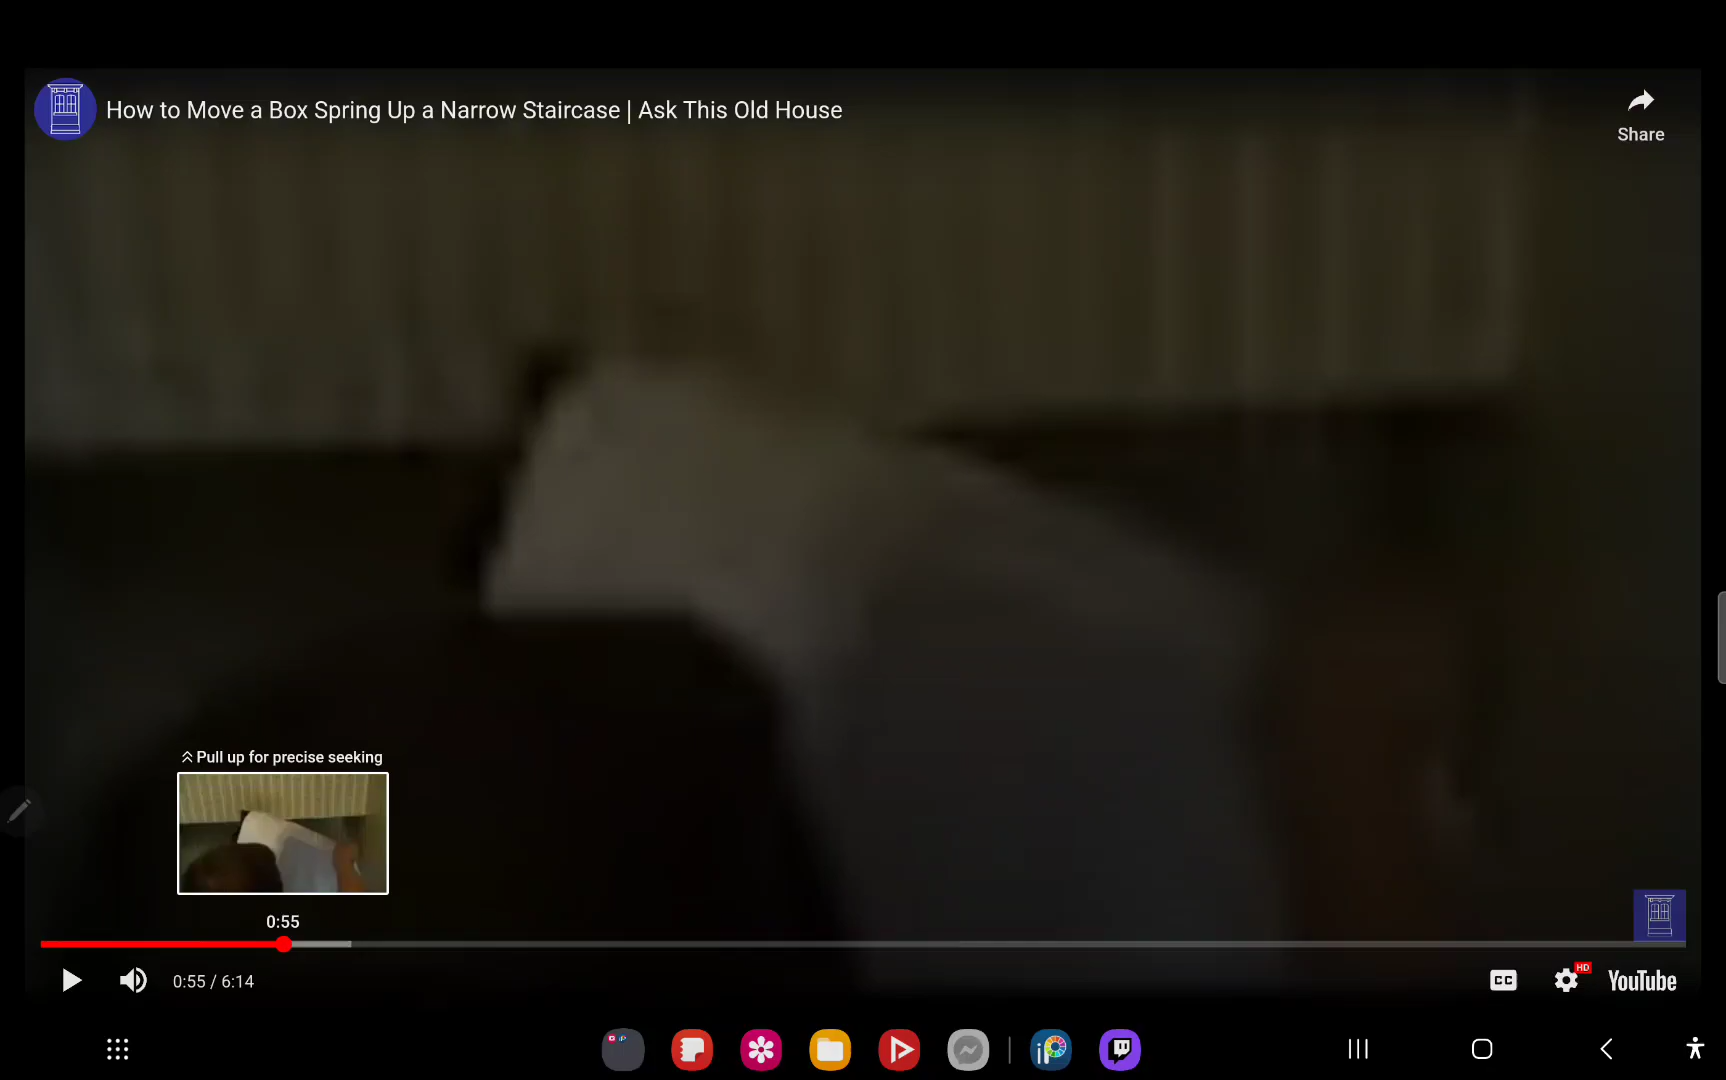 How to Move a Box Spring Up a Narrow Staircase | Ask This Old House
Share
Pull up for precise seeking
0:55
0:55 / 6:14
CC
HD
YouTube